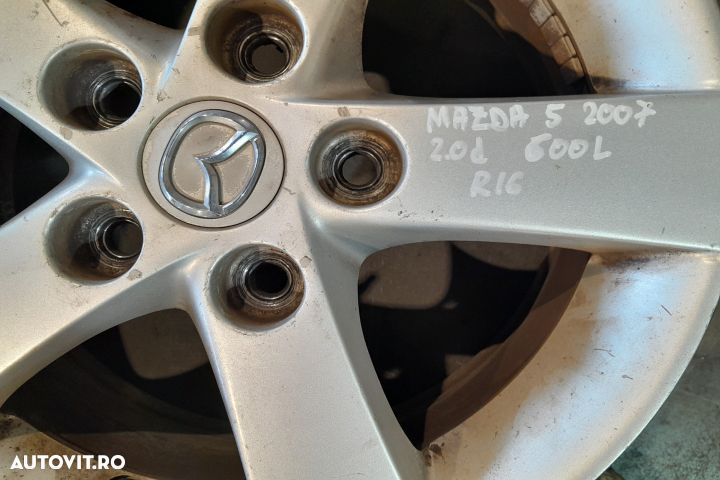 MAZDA 5 2007
2.0d 600L
R16
AUTOVIT.RO